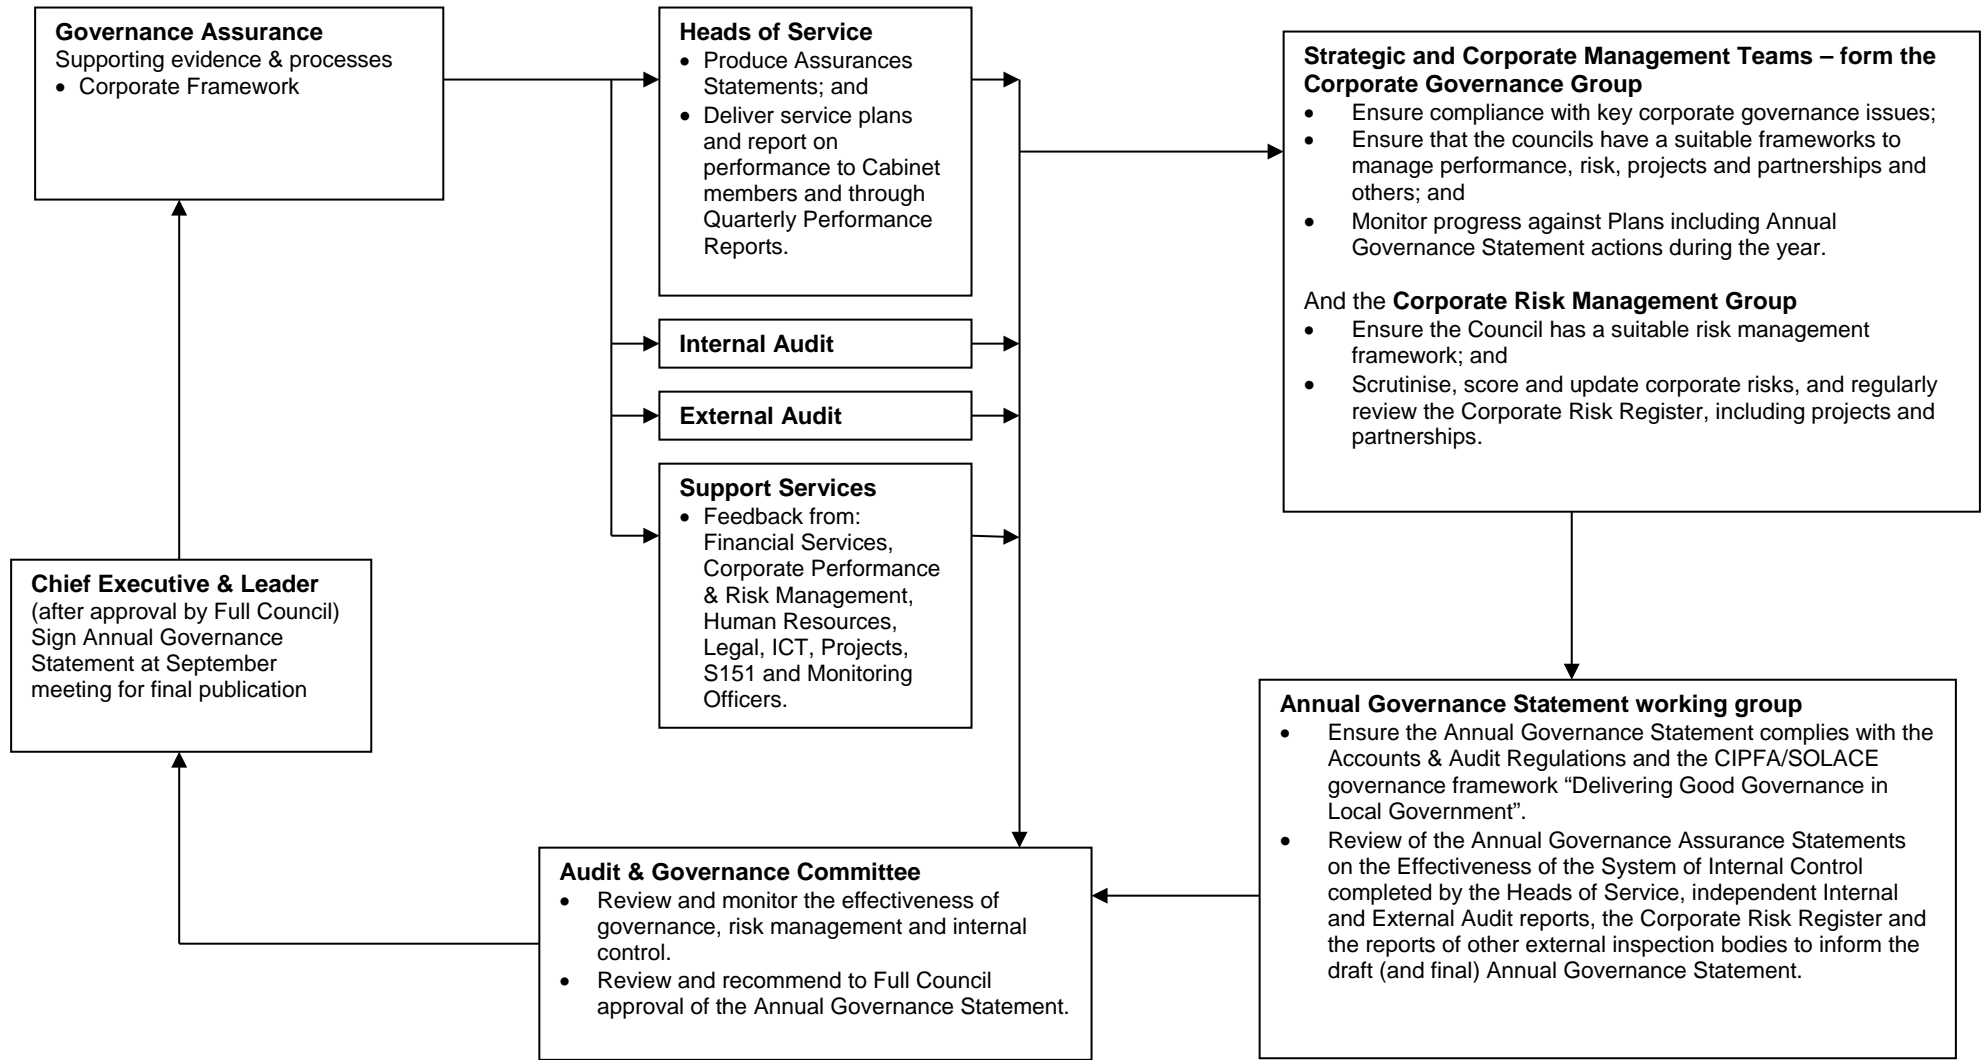 Governance Assurance
Supporting evidence & processes
• Corporate Framework
Heads of Service
• Produce Assurances
Statements; and
• Deliver service plans
and report on
performance to Cabinet
members and through
Quarterly Performance
Reports.
Internal Audit
External Audit
Support Services
• Feedback from:
Financial Services,
Corporate Performance
& Risk Management,
Human Resources,
Legal, ICT, Projects,
S151 and Monitoring
Officers.
Strategic and Corporate Management Teams – form the
Corporate Governance Group
• Ensure compliance with key corporate governance issues;
• Ensure that the councils have a suitable frameworks to
manage performance, risk, projects and partnerships and
others; and
• Monitor progress against Plans including Annual
Governance Statement actions during the year.
And the Corporate Risk Management Group
• Ensure the Council has a suitable risk management
framework; and
• Scrutinise, score and update corporate risks, and regularly
review the Corporate Risk Register, including projects and
partnerships.
Annual Governance Statement working group
• Ensure the Annual Governance Statement complies with the
Accounts & Audit Regulations and the CIPFA/SOLACE
governance framework “Delivering Good Governance in
Local Government”.
• Review of the Annual Governance Assurance Statements
on the Effectiveness of the System of Internal Control
completed by the Heads of Service, independent Internal
and External Audit reports, the Corporate Risk Register and
the reports of other external inspection bodies to inform the
draft (and final) Annual Governance Statement.
Audit & Governance Committee
• Review and monitor the effectiveness of
governance, risk management and internal
control.
• Review and recommend to Full Council
approval of the Annual Governance Statement.
Chief Executive & Leader
(after approval by Full Council)
Sign Annual Governance
Statement at September
meeting for final publication